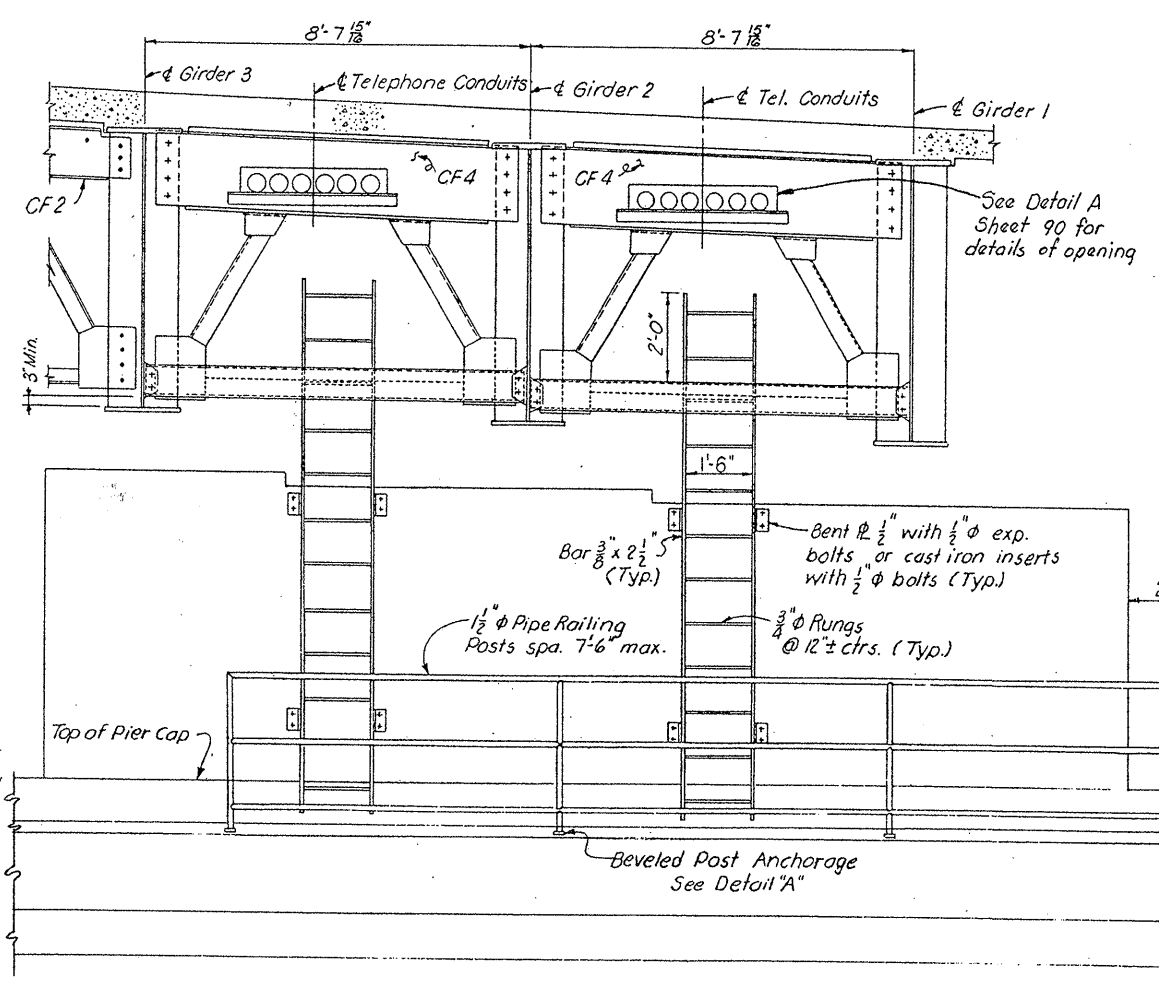 8'-7 15/16"
8'-7 15/16"
℄ Girder 3
℄ Telephone Conduits
℄ Girder 2
℄ Tel. Conduits
℄ Girder 1
CF 2
CF 4
CF 4
See Detail A
Sheet 90 for
details of opening
3" Min.
2'-0"
1'-6"
Bar 3/8" x 2 1/2"
(Typ.)
Bent ⅊ 1/2" with 1/2" ϕ exp.
bolts or cast iron inserts
with 1/2" ϕ bolts (Typ.)
1 1/2" ϕ Pipe Railing
Posts spa. 7'-6" max.
3/4" ϕ Rungs
@ 12"± ctrs. (Typ.)
Top of Pier Cap
Beveled Post Anchorage
See Detail "A"